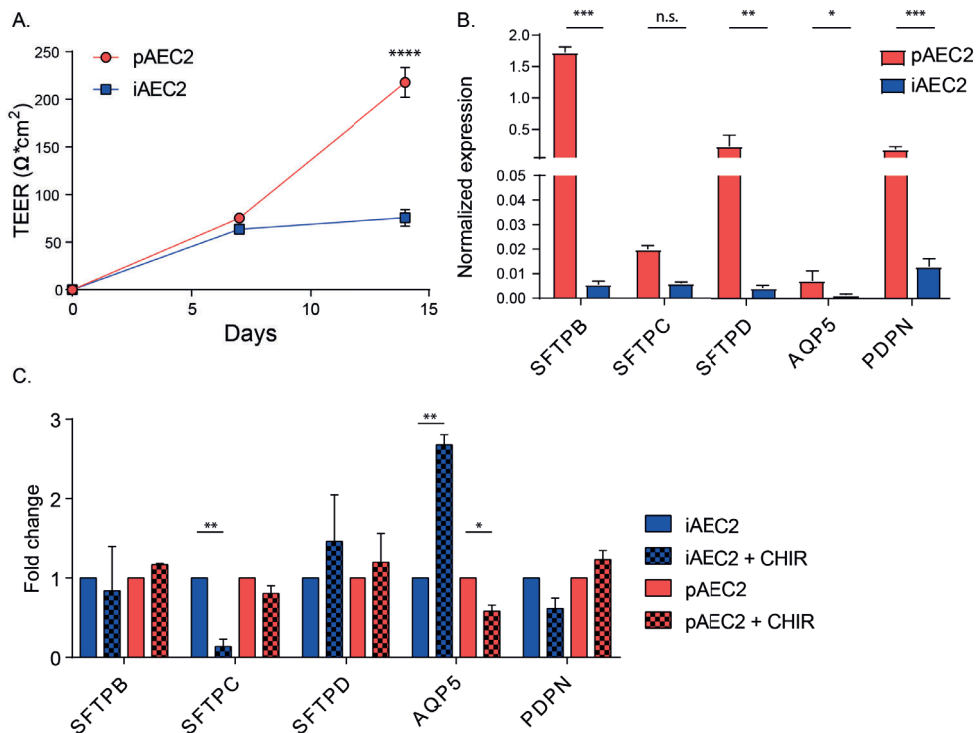 A.
pAEC2
iAEC2
****
TEER (Ω*cm²)
250
200
150
100
50
0
0 5 10 15
Days
B.
*** n.s. ** * ***
pAEC2
iAEC2
Normalized expression
2.0
1.5
1.0
0.5
0.05
0.04
0.03
0.02
0.01
0.00
SFTPB SFTPC SFTPD AQP5 PDPN
C.
Fold change
3
2
1
0
** ** *
SFTPB SFTPC SFTPD AQP5 PDPN
iAEC2
iAEC2 + CHIR
pAEC2
pAEC2 + CHIR